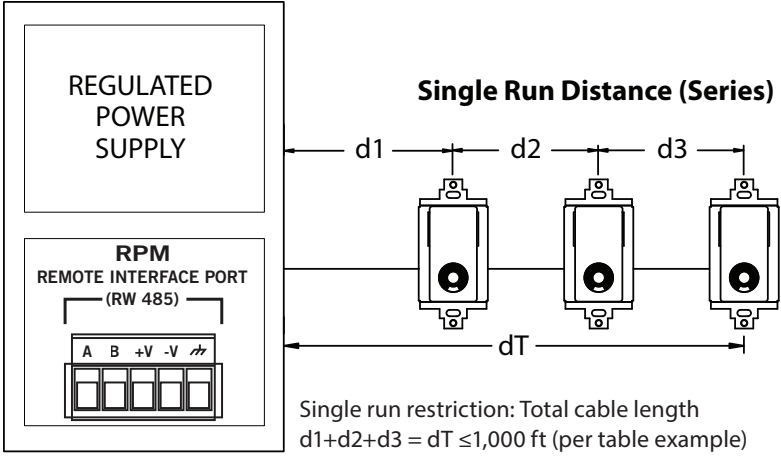 REGULATED
POWER
SUPPLY
Single Run Distance (Series)
d1 d2 d3
RPM
REMOTE INTERFACE PORT
(RW 485)
A B +V -V
dT
Single run restriction: Total cable length
d1+d2+d3 = dT ≤1,000 ft (per table example)